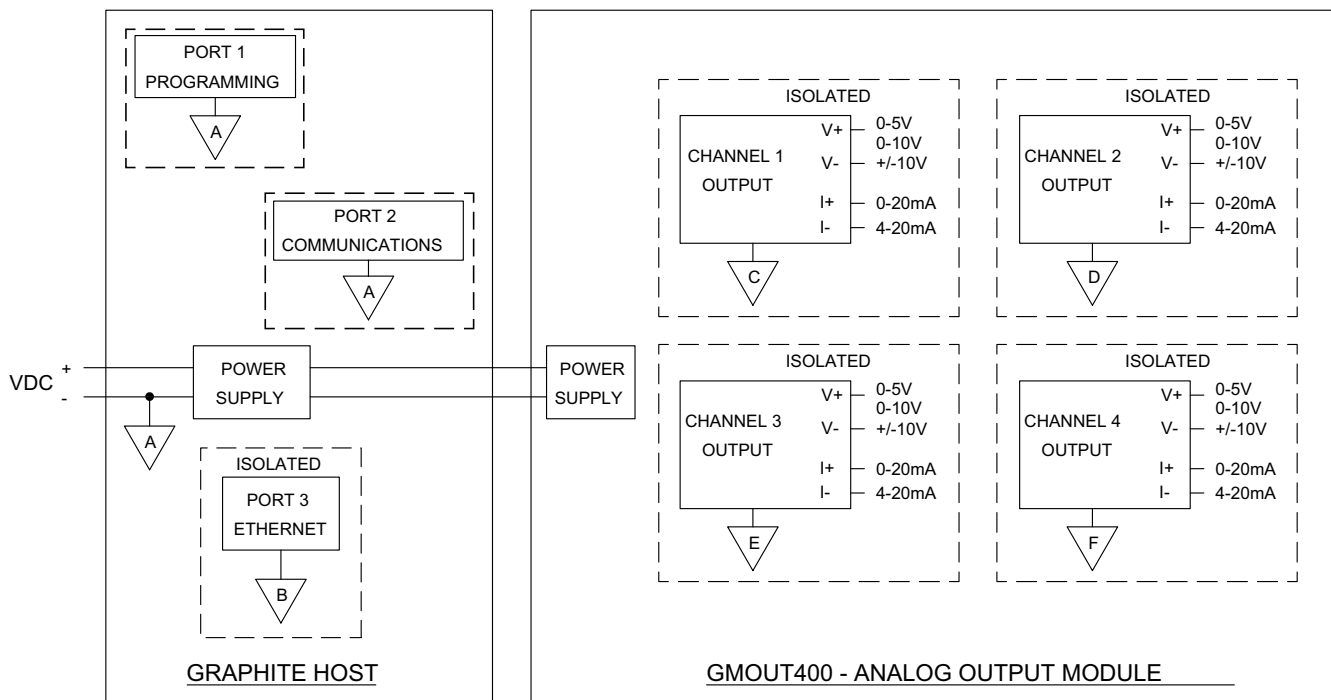 PORT 1
PROGRAMMING
A
PORT 2
COMMUNICATIONS
A
VDC
+
-
A
POWER
SUPPLY
ISOLATED
PORT 3
ETHERNET
B
GRAPHITE HOST
POWER
SUPPLY
ISOLATED
CHANNEL 1
OUTPUT
V+ 0-5V
0-10V
V- +/-10V
I+ 0-20mA
I- 4-20mA
C
ISOLATED
CHANNEL 2
OUTPUT
V+ 0-5V
0-10V
V- +/-10V
I+ 0-20mA
I- 4-20mA
D
ISOLATED
CHANNEL 3
OUTPUT
V+ 0-5V
0-10V
V- +/-10V
I+ 0-20mA
I- 4-20mA
E
ISOLATED
CHANNEL 4
OUTPUT
V+ 0-5V
0-10V
V- +/-10V
I+ 0-20mA
I- 4-20mA
F
GMOUT400 - ANALOG OUTPUT MODULE